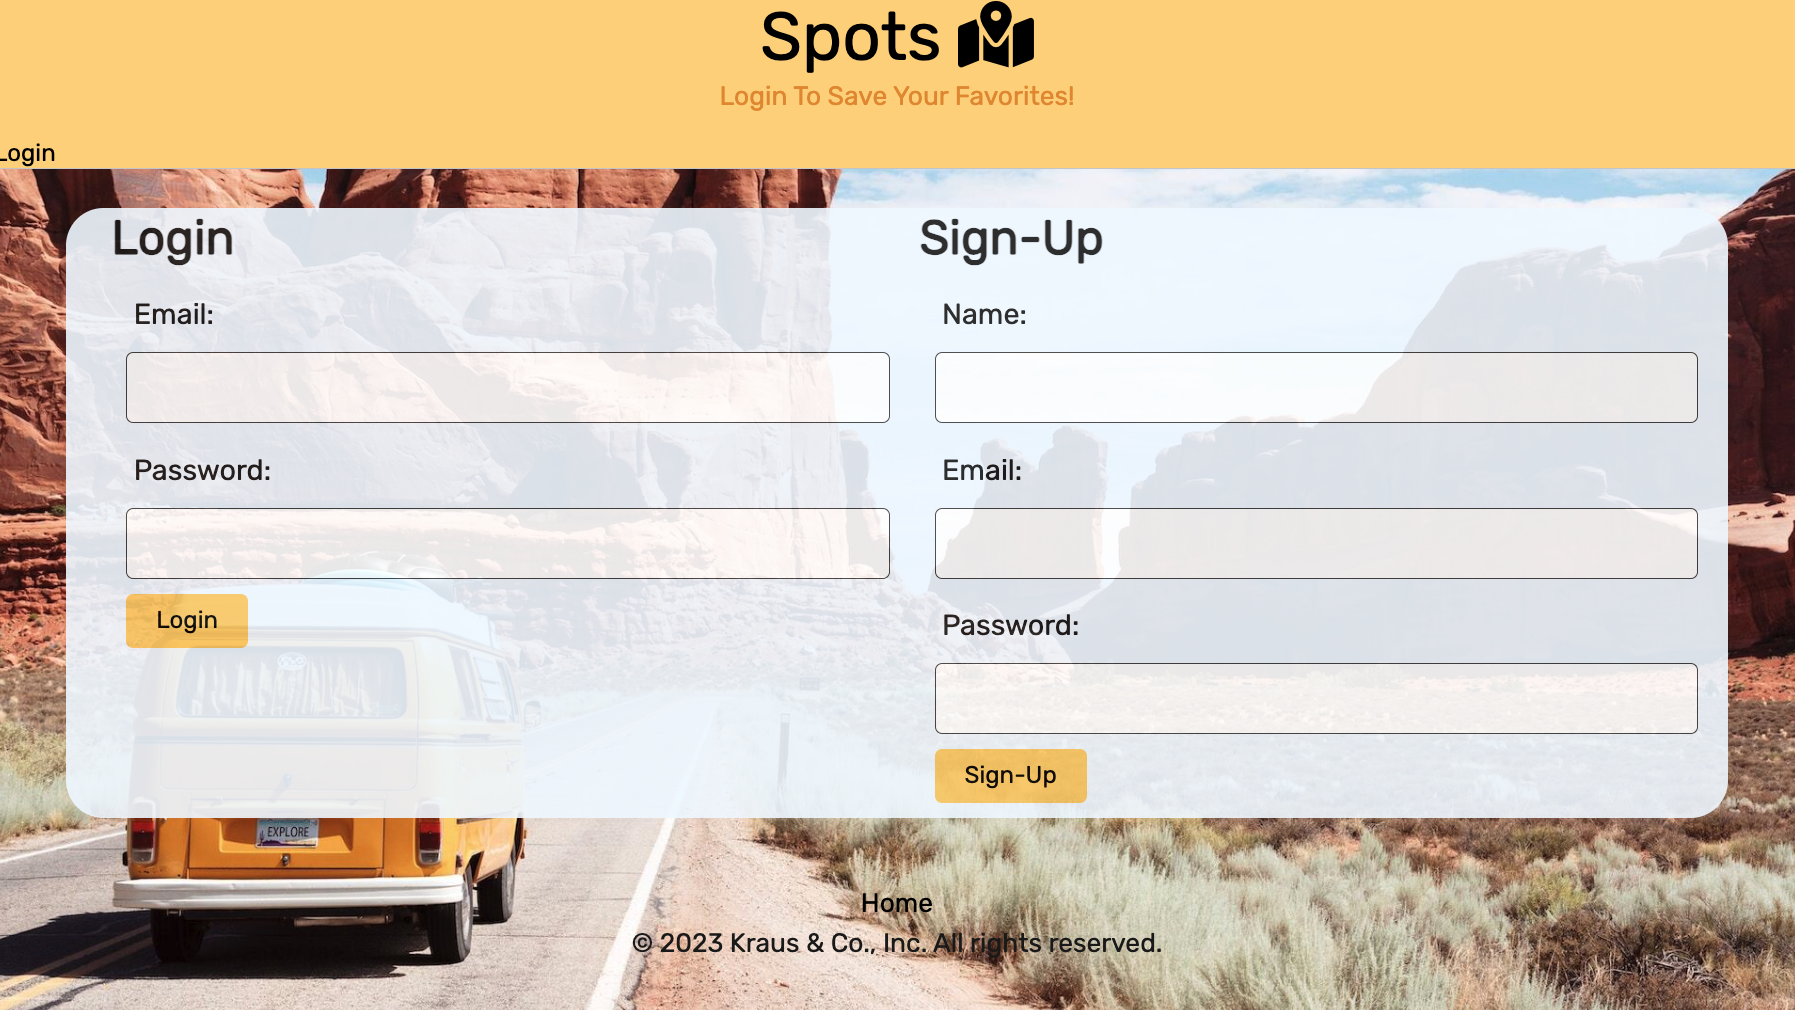 Spots
Login To Save Your Favorites!
Login
Login
Email:
Password:
Login
Sign-Up
Name:
Email:
Password:
Sign-Up
EXPLORE
Home
© 2023 Kraus & Co., Inc. All rights reserved.